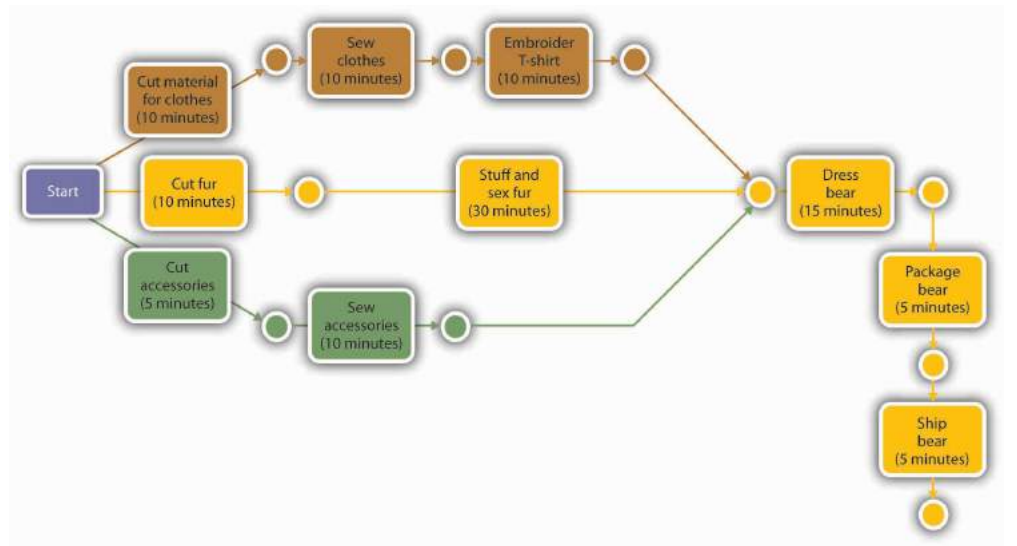 Cut material
for clothes
(10 minutes)
Sew
clothes
(10 minutes)
Embroider
T-shirt
(10 minutes)
Start
Cut fur
(10 minutes)
Stuff and
sex fur
(30 minutes)
Dress
bear
(15 minutes)
Cut
accessories
(5 minutes)
Sew
accessories
(10 minutes)
Package
bear
(5 minutes)
Ship
bear
(5 minutes)